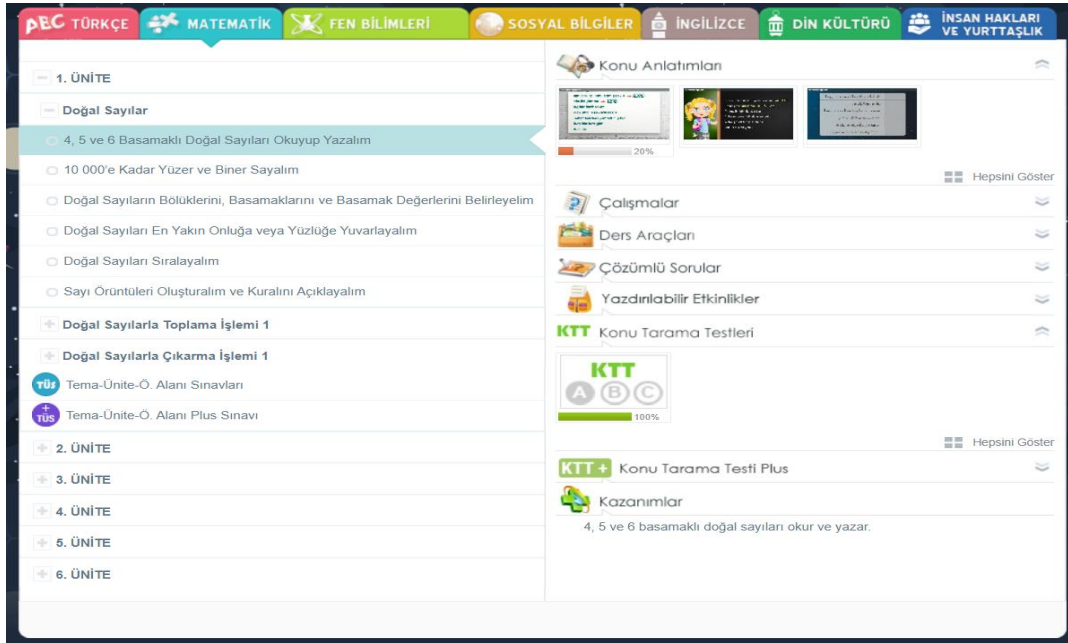 ABC TÜRKÇE
MATEMATİK
FEN BİLİMLERİ
SOSYAL BİLGİLER
İNGİLİZCE
DİN KÜLTÜRÜ
İNSAN HAKLARI
VE YURTTAŞLIK
1. ÜNİTE
Doğal Sayılar
4, 5 ve 6 Basamaklı Doğal Sayıları Okuyup Yazalım
10 000'e Kadar Yüzer ve Biner Sayalım
Doğal Sayıların Bölüklerini, Basamaklarını ve Basamak Değerlerini Belirleyelim
Doğal Sayıları En Yakın Onluğa veya Yüzlüğe Yuvarlayalım
Doğal Sayıları Sıralayalım
Sayı Örüntüleri Oluşturalım ve Kuralını Açıklayalım
Doğal Sayılarla Toplama İşlemi 1
Doğal Sayılarla Çıkarma İşlemi 1
TÜS Tema-Ünite-Ö. Alanı Sınavları
+ TÜS Tema-Ünite-Ö. Alanı Plus Sınavı
2. ÜNİTE
3. ÜNİTE
4. ÜNİTE
5. ÜNİTE
6. ÜNİTE
Konu Anlatımları
20%
Hepsini Göster
Çalışmalar
Ders Araçları
Çözümlü Sorular
Yazdırılabilir Etkinlikler
KTT Konu Tarama Testleri
KTT
A B C
100%
Hepsini Göster
KTT + Konu Tarama Testi Plus
Kazanımlar
4, 5 ve 6 basamaklı doğal sayıları okur ve yazar.